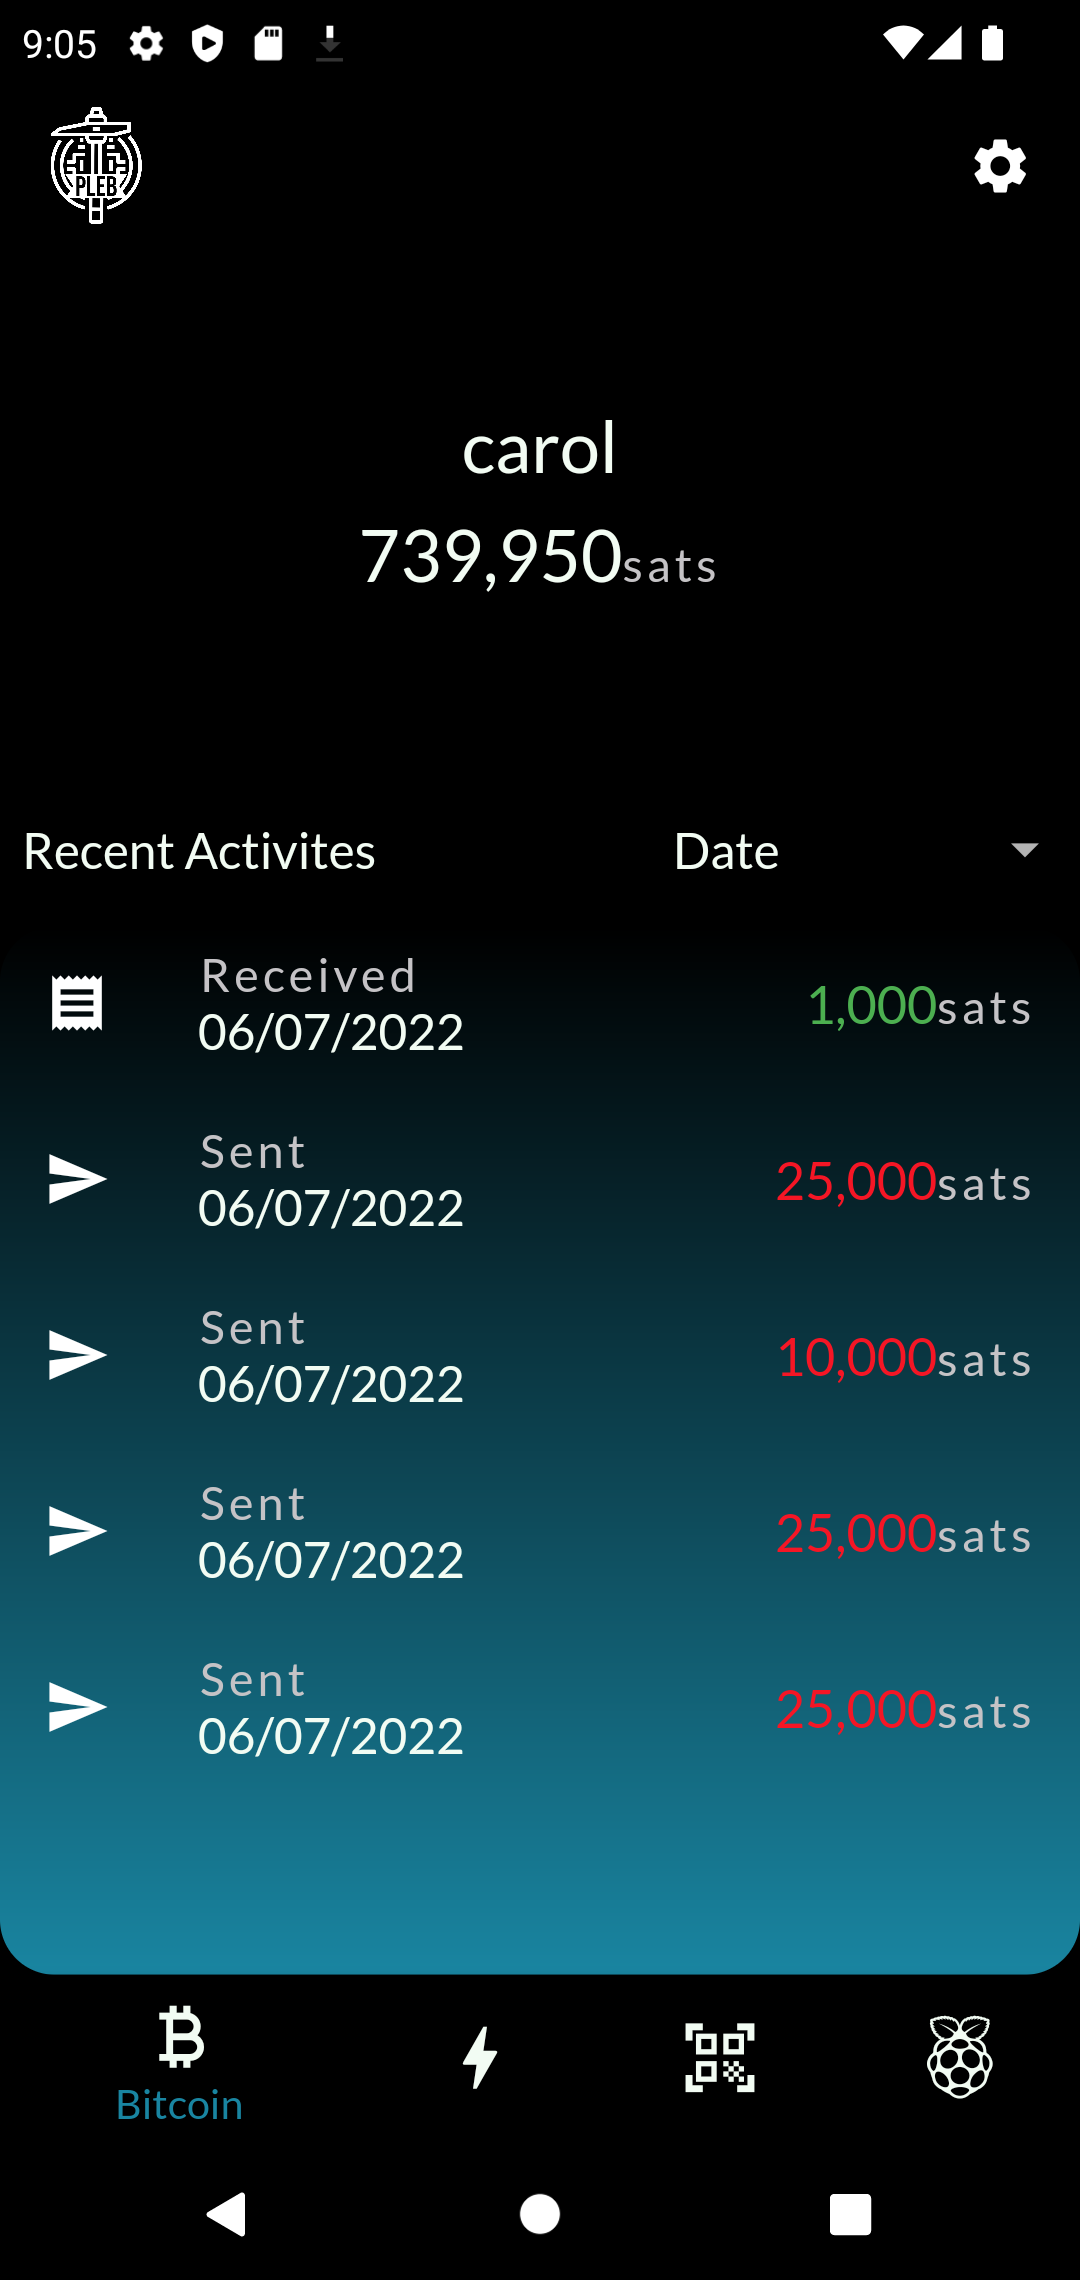 9:05
PLEB
carol
739,950sats
Recent Activites
Date
Received
06/07/2022
1,000sats
Sent
06/07/2022
25,000sats
Sent
06/07/2022
10,000sats
Sent
06/07/2022
25,000sats
Sent
06/07/2022
25,000sats
Bitcoin